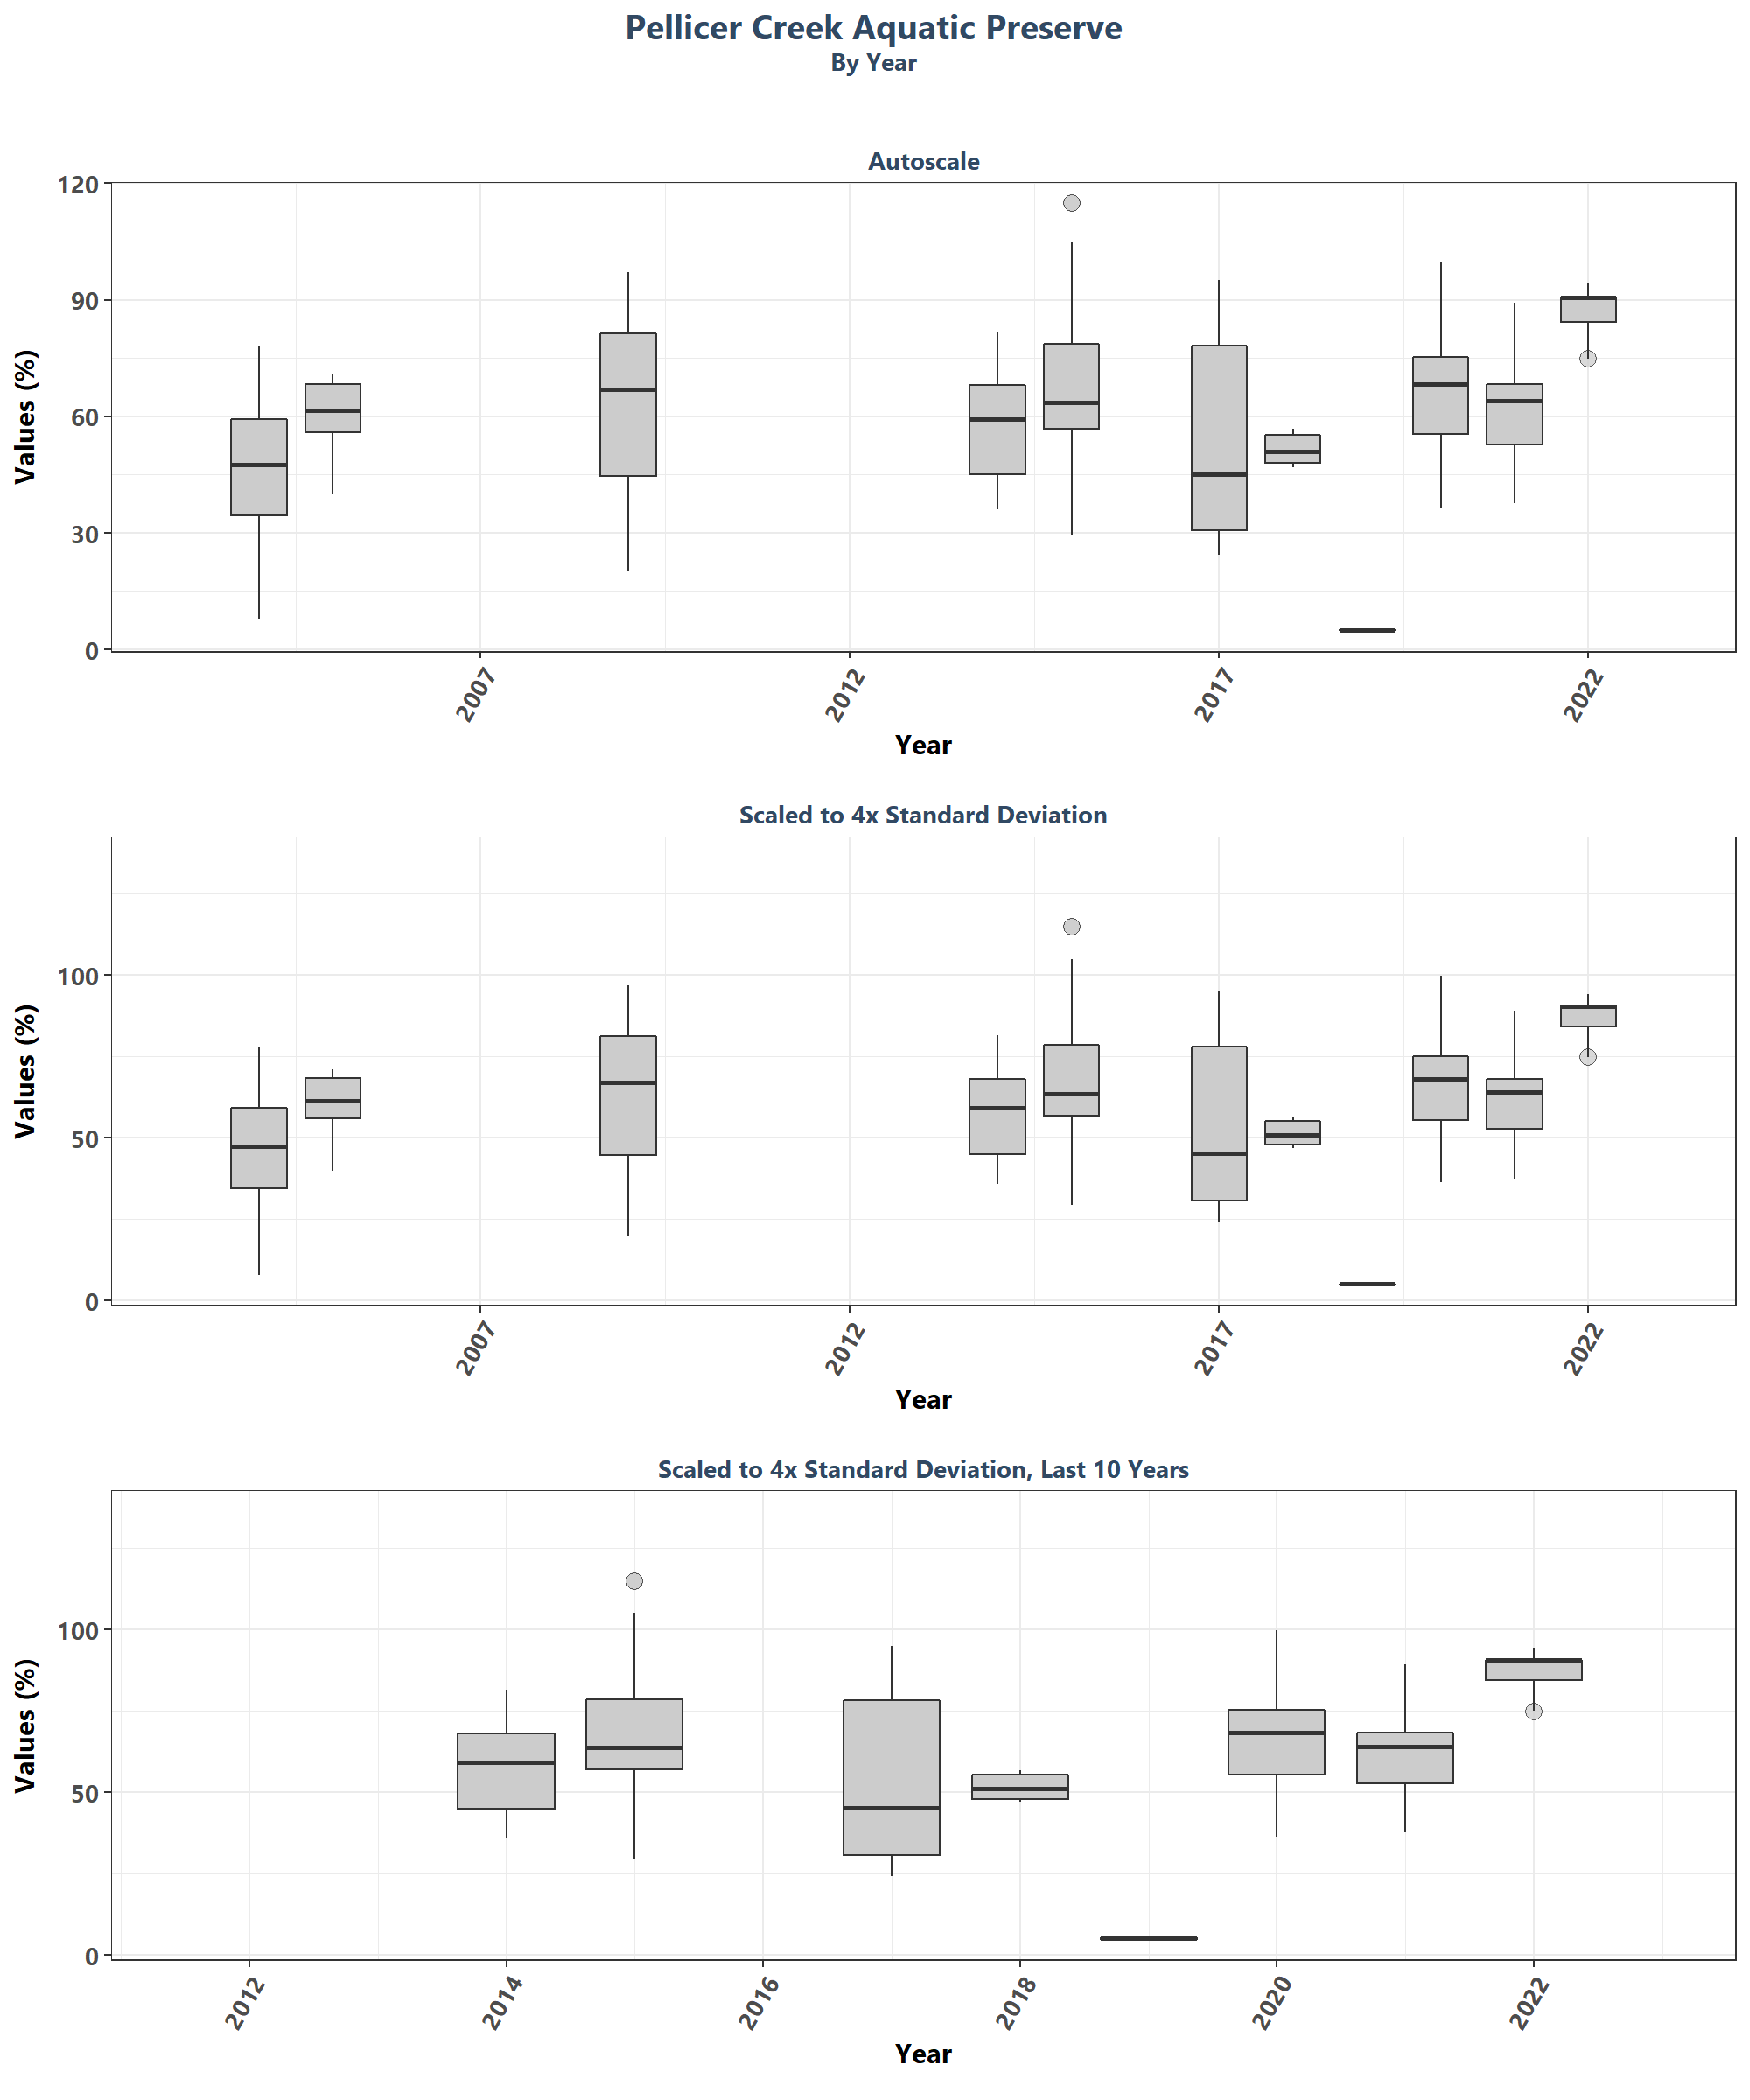 Pellicer Creek Aquatic Preserve
By Year
Autoscale
Values (%)
120
90
60
30
0
2007 2012 2017 2022
Year
Scaled to 4x Standard Deviation
Values (%)
100
50
0
2007 2012 2017 2022
Year
Scaled to 4x Standard Deviation, Last 10 Years
Values (%)
100
50
0
2012 2014 2016 2018 2020 2022
Year